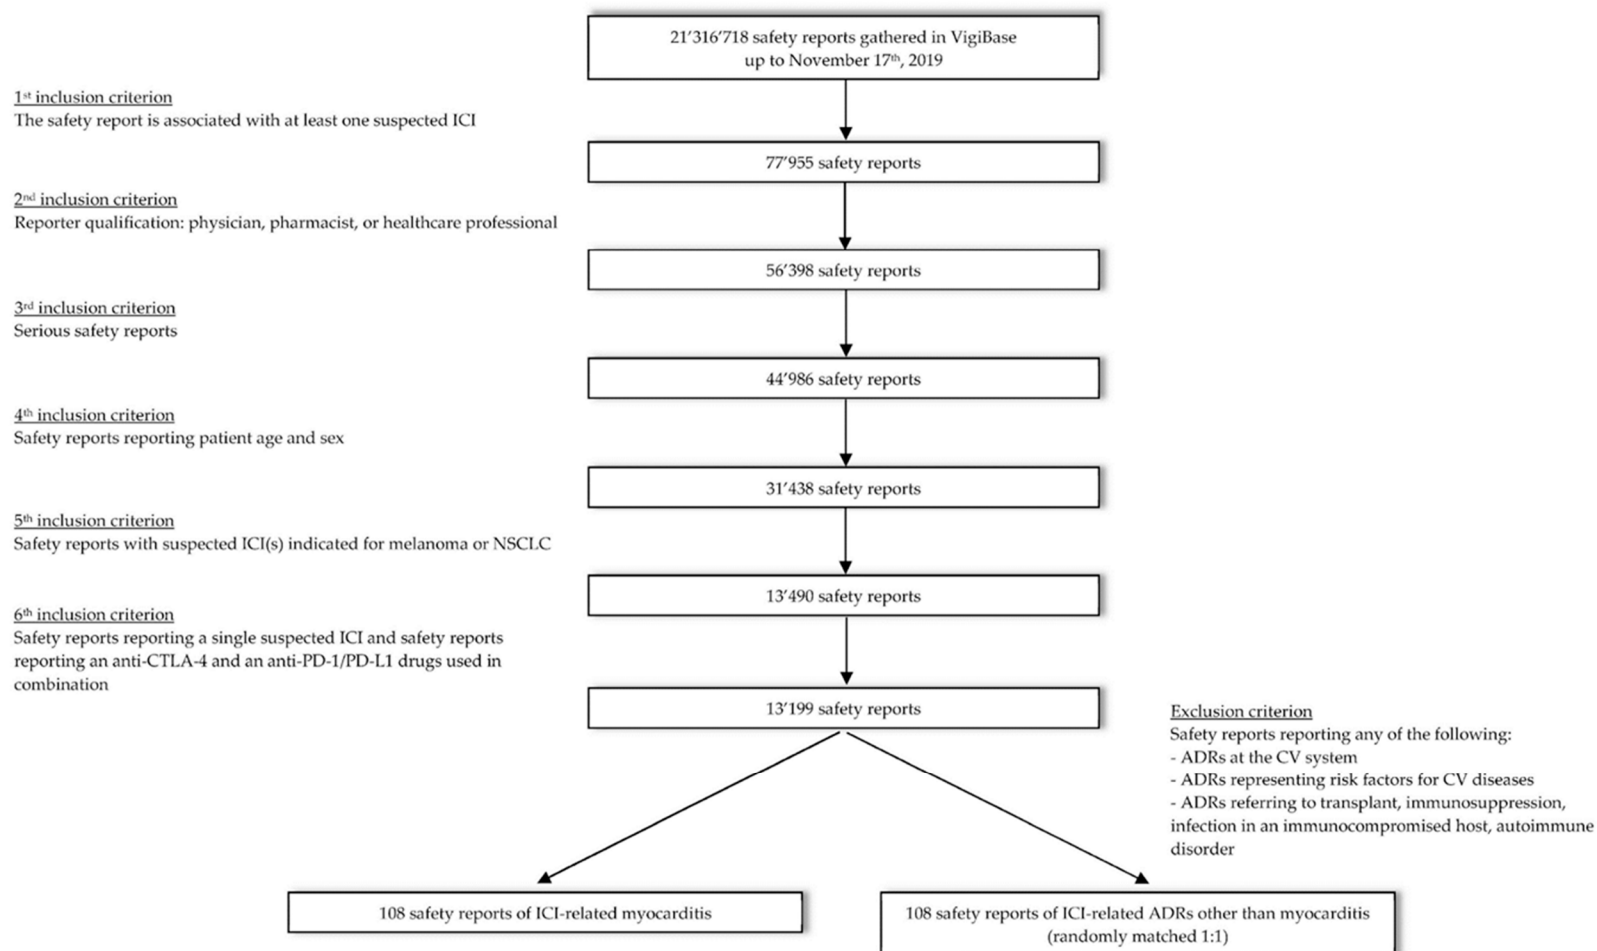 21’316’718 safety reports gathered in VigiBase
up to November 17th, 2019
1st inclusion criterion
The safety report is associated with at least one suspected ICI
77’955 safety reports
2nd inclusion criterion
Reporter qualification: physician, pharmacist, or healthcare professional
56’398 safety reports
3rd inclusion criterion
Serious safety reports
44’986 safety reports
4th inclusion criterion
Safety reports reporting patient age and sex
31’438 safety reports
5th inclusion criterion
Safety reports with suspected ICI(s) indicated for melanoma or NSCLC
13’490 safety reports
6th inclusion criterion
Safety reports reporting a single suspected ICI and safety reports
reporting an anti-CTLA-4 and an anti-PD-1/PD-L1 drugs used in
combination
13’199 safety reports
Exclusion criterion
Safety reports reporting any of the following:
- ADRs at the CV system
- ADRs representing risk factors for CV diseases
- ADRs referring to transplant, immunosuppression,
infection in an immunocompromised host, autoimmune
disorder
108 safety reports of ICI-related myocarditis
108 safety reports of ICI-related ADRs other than myocarditis
(randomly matched 1:1)